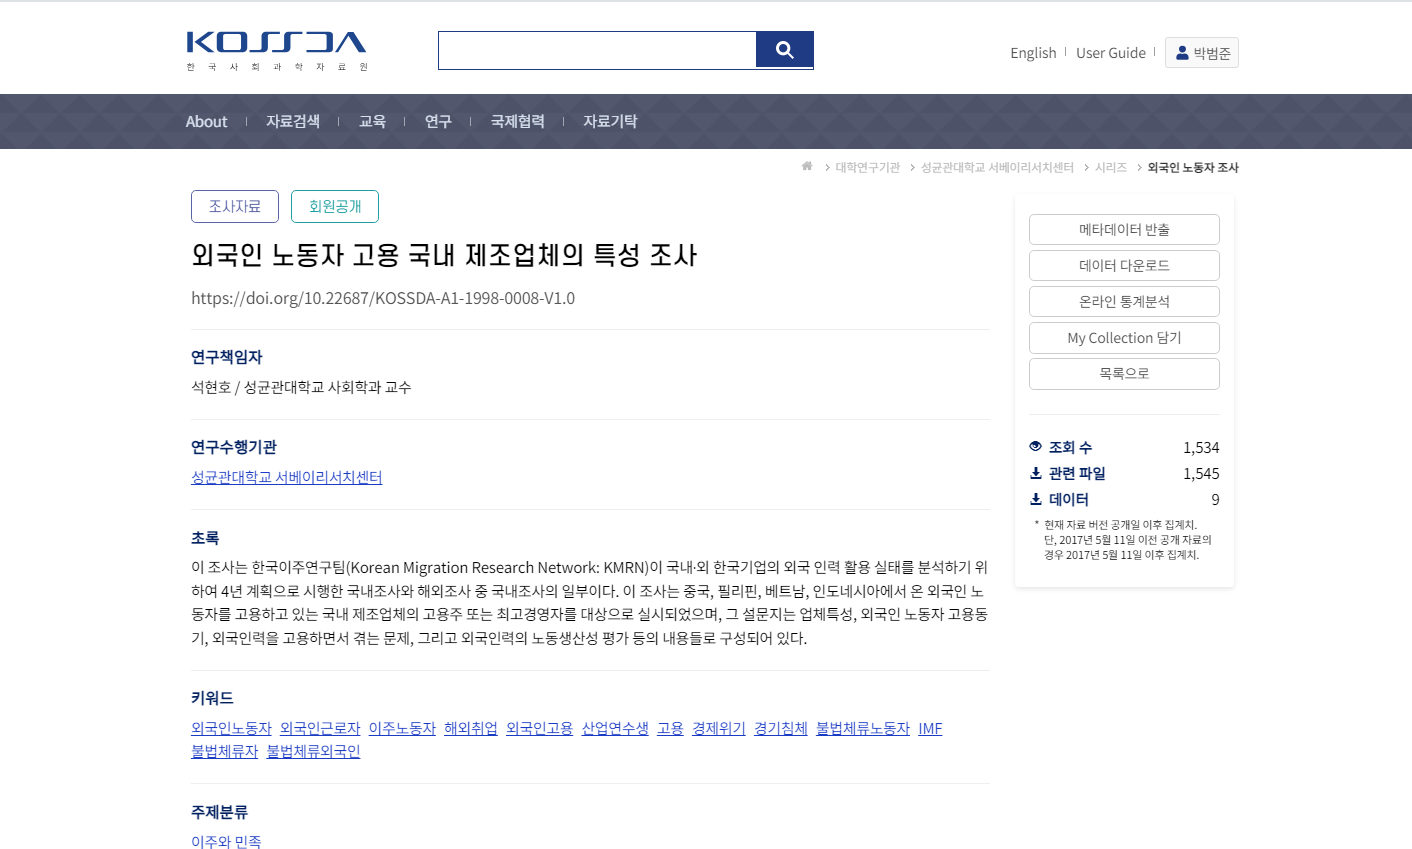 KOSSDA
한국사회과학자료원
English
User Guide
박범준
About
자료검색
교육
연구
국제협력
자료기탁
대학연구기관 > 성균관대학교 서베이리서치센터 > 시리즈 > 외국인 노동자 조사
조사자료
회원공개
외국인 노동자 고용 국내 제조업체의 특성 조사
https://doi.org/10.22687/KOSSDA-A1-1998-0008-V1.0
연구책임자
석현호 / 성균관대학교 사회학과 교수
연구수행기관
성균관대학교 서베이리서치센터
초록
이 조사는 한국이주연구팀(Korean Migration Research Network: KMRN)이 국내·외 한국기업의 외국 인력 활용 실태를 분석하기 위
하여 4년 계획으로 시행한 국내조사와 해외조사 중 국내조사의 일부이다. 이 조사는 중국, 필리핀, 베트남, 인도네시아에서 온 외국인 노
동자를 고용하고 있는 국내 제조업체의 고용주 또는 최고경영자를 대상으로 실시되었으며, 그 설문지는 업체특성, 외국인 노동자 고용동
기, 외국인력을 고용하면서 겪는 문제, 그리고 외국인력의 노동생산성 평가 등의 내용들로 구성되어 있다.
키워드
외국인노동자 외국인근로자 이주노동자 해외취업 외국인고용 산업연수생 고용 경제위기 경기침체 불법체류노동자 IMF
불법체류자 불법체류외국인
주제분류
이주와 민족
메타데이터 반출
데이터 다운로드
온라인 통계분석
My Collection 담기
목록으로
조회 수 1,534
관련 파일 1,545
데이터 9
* 현재 자료 버전 공개일 이후 집계치.
단, 2017년 5월 11일 이전 공개 자료의
경우 2017년 5월 11일 이후 집계치.